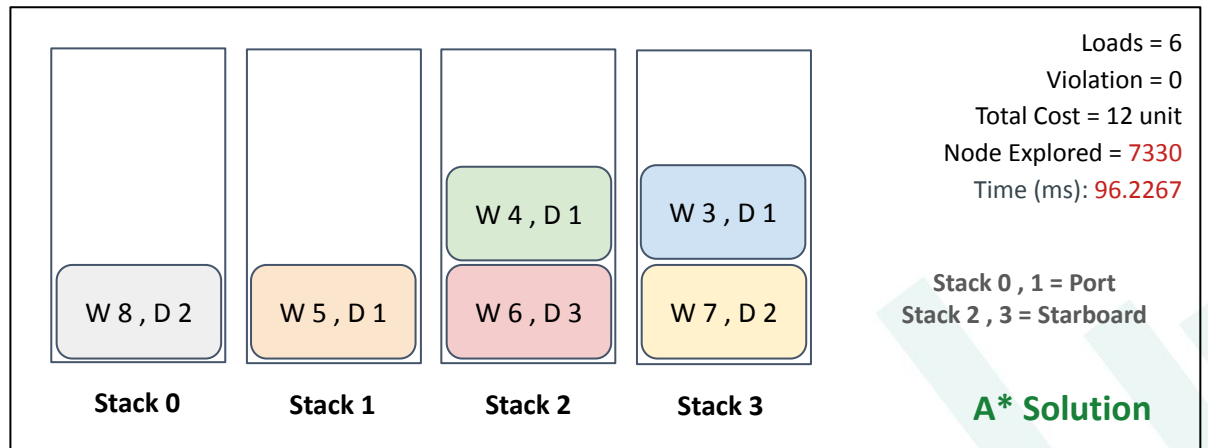 Loads = 6
Violation = 0
Total Cost = 12 unit
Node Explored = 7330
Time (ms): 96.2267
W 4 , D 1
W 3 , D 1
W 8 , D 2
W 5 , D 1
W 6 , D 3
W 7 , D 2
Stack 0 , 1 = Port
Stack 2 , 3 = Starboard
Stack 0
Stack 1
Stack 2
Stack 3
A* Solution